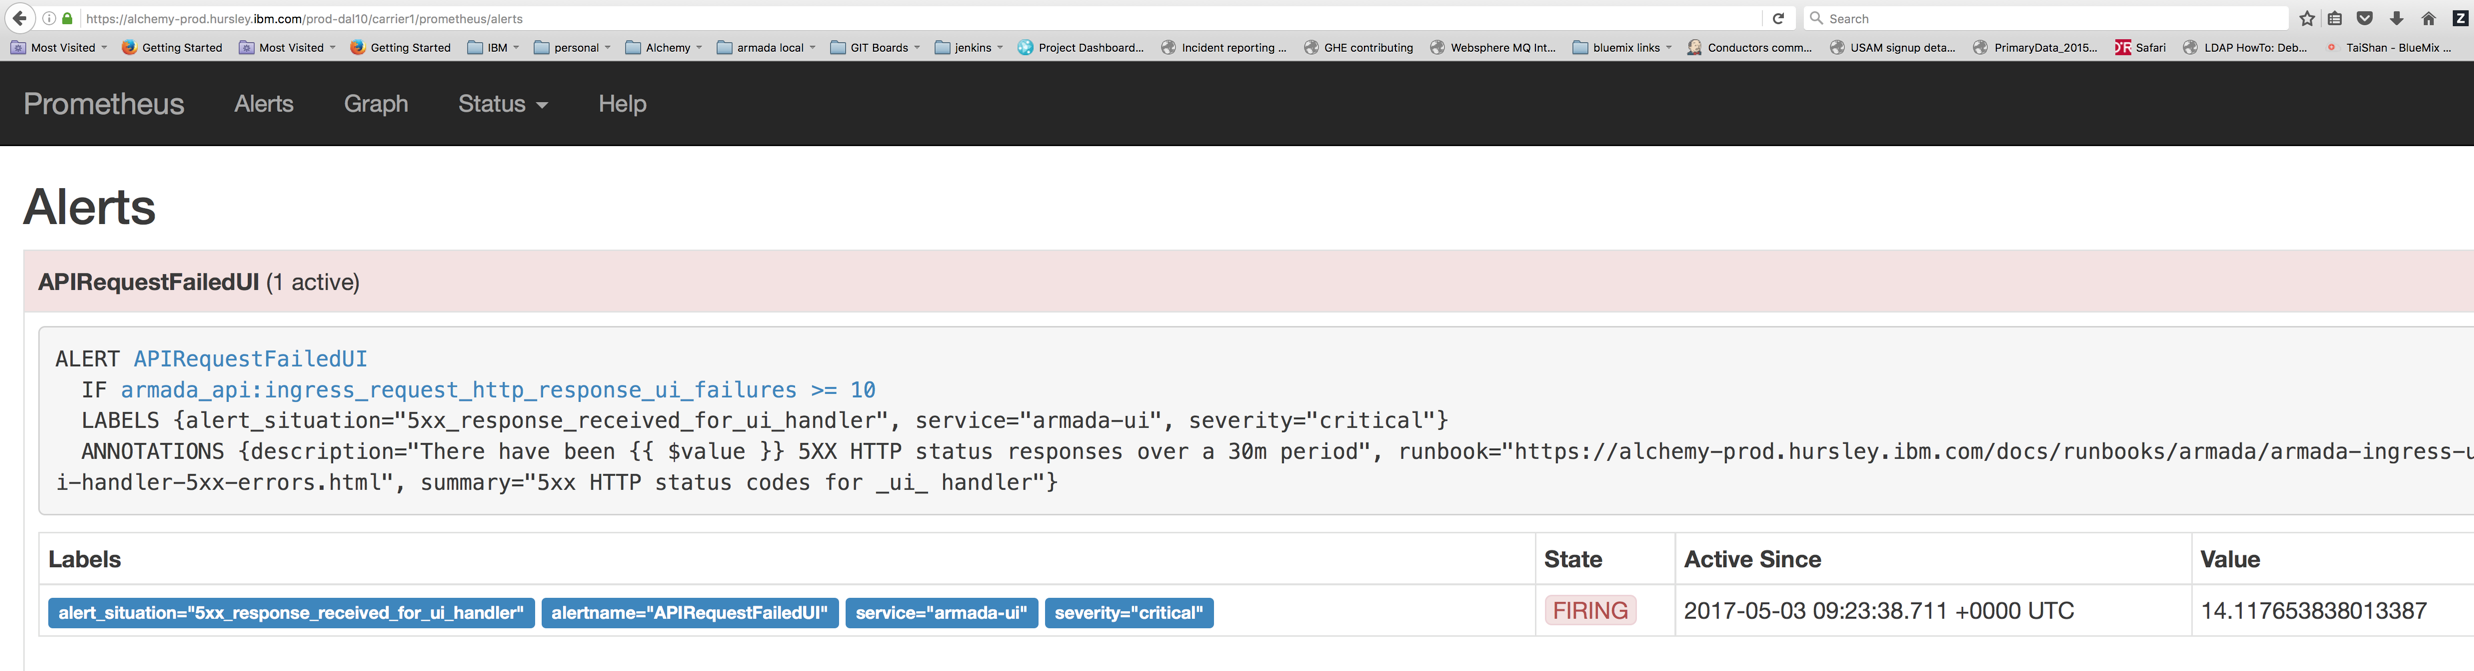 https://alchemy-prod.hursley.ibm.com/prod-dal10/carrier1/prometheus/alerts Search
Most Visited Getting Started Most Visited Getting Started IBM personal Alchemy armada local GIT Boards jenkins Project Dashboard... Incident reporting ... GHE contributing Websphere MQ Int... bluemix links Conductors comm... USAM signup deta... PrimaryData_2015... Safari LDAP HowTo: Deb... TaiShan - BlueMix ...
Prometheus Alerts Graph Status Help
Alerts
APIRequestFailedUI (1 active)
ALERT APIRequestFailedUI
IF armada_api:ingress_request_http_response_ui_failures >= 10
LABELS {alert_situation="5xx_response_received_for_ui_handler", service="armada-ui", severity="critical"}
ANNOTATIONS {description="There have been {{ $value }} 5XX HTTP status responses over a 30m period", runbook="https://alchemy-prod.hursley.ibm.com/docs/runbooks/armada/armada-ingress-u
i-handler-5xx-errors.html", summary="5xx HTTP status codes for _ui_ handler"}
Labels State Active Since Value
alert_situation="5xx_response_received_for_ui_handler" alertname="APIRequestFailedUI" service="armada-ui" severity="critical" FIRING 2017-05-03 09:23:38.711 +0000 UTC 14.117653838013387